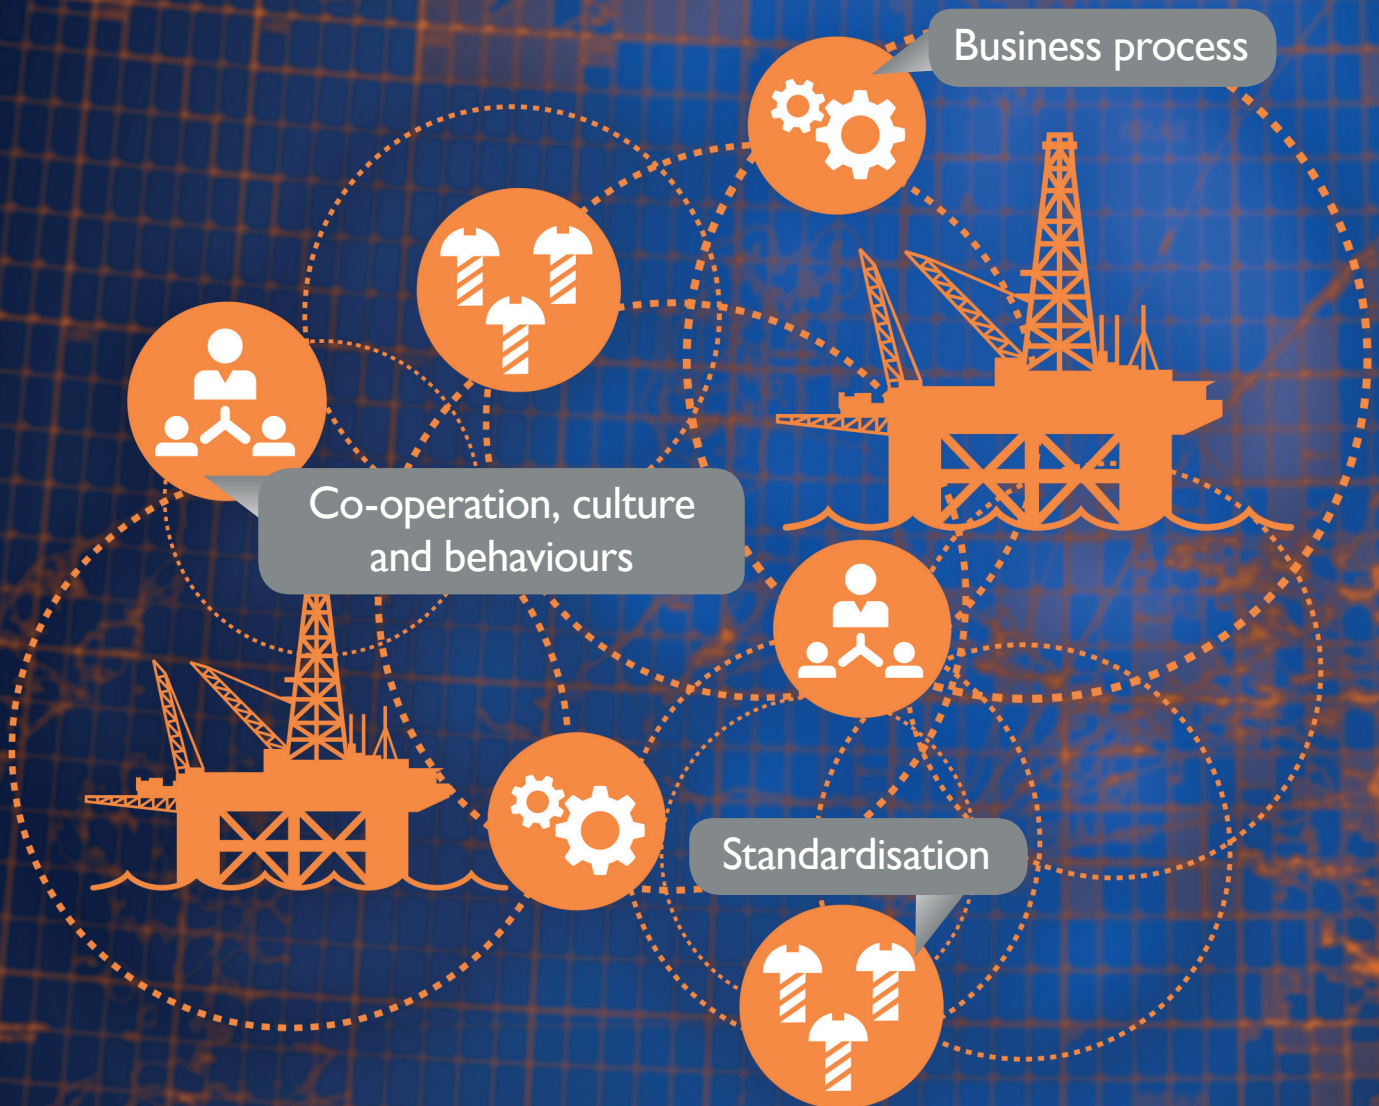 Business process
Co-operation, culture
and behaviours
Standardisation